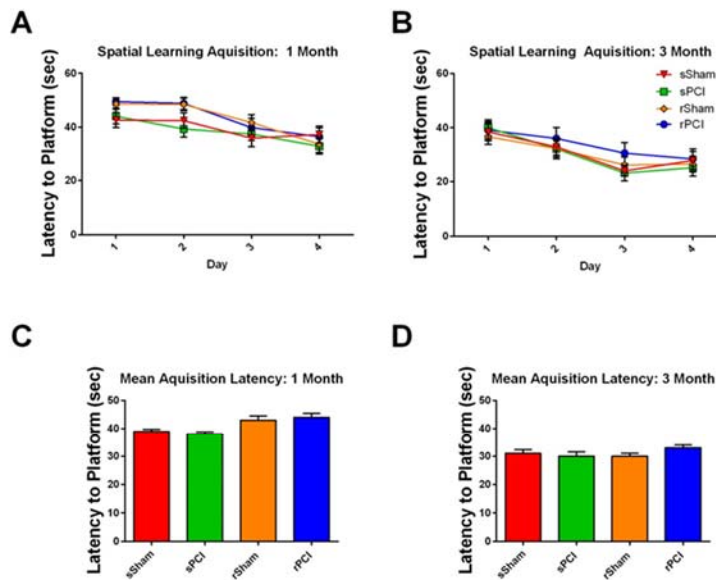 A
Spatial Learning Aquisition: 1 Month
Latency to Platform (sec)
60
40
20
0
1 2 3 4
Day
B
Spatial Learning Aquisition: 3 Month
Latency to Platform (sec)
60
40
20
0
1 2 3 4
Day
sSham
sPCI
rSham
rPCI
C
Mean Aquisition Latency: 1 Month
Latency to Platform (sec)
50
40
30
20
10
0
sSham sPCI rSham rPCI
D
Mean Aquisition Latency: 3 Month
Latency to Platform (sec)
50
40
30
20
10
0
sSham sPCI rSham rPCI